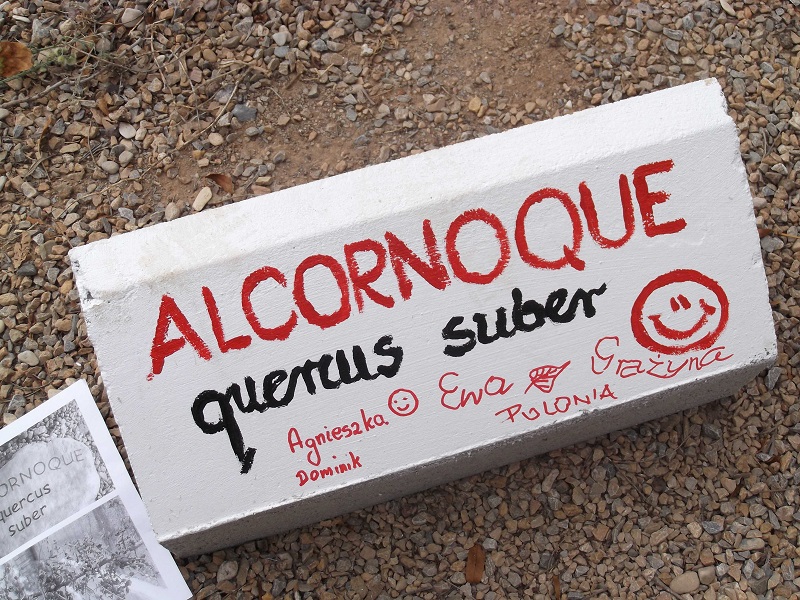 ALCORNOQUE
quercus suber
Agnieszka Ewa Grażyna
Dominik POLONIA
ORNOQUE
quercus
suber